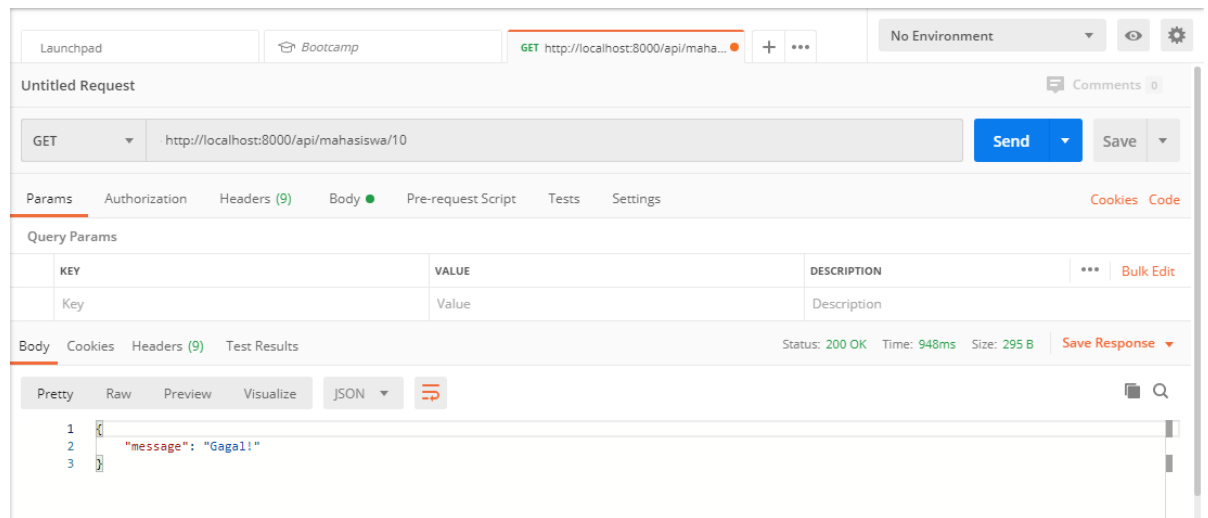 Launchpad Bootcamp GET http://localhost:8000/api/maha... + ••• No Environment
Untitled Request Comments 0
GET http://localhost:8000/api/mahasiswa/10 Send Save
Params Authorization Headers (9) Body Pre-request Script Tests Settings Cookies Code
Query Params
KEY VALUE DESCRIPTION ••• Bulk Edit
Key Value Description
Body Cookies Headers (9) Test Results Status: 200 OK Time: 948ms Size: 295 B Save Response
Pretty Raw Preview Visualize JSON
1 {
2 "message": "Gagal!"
3 }